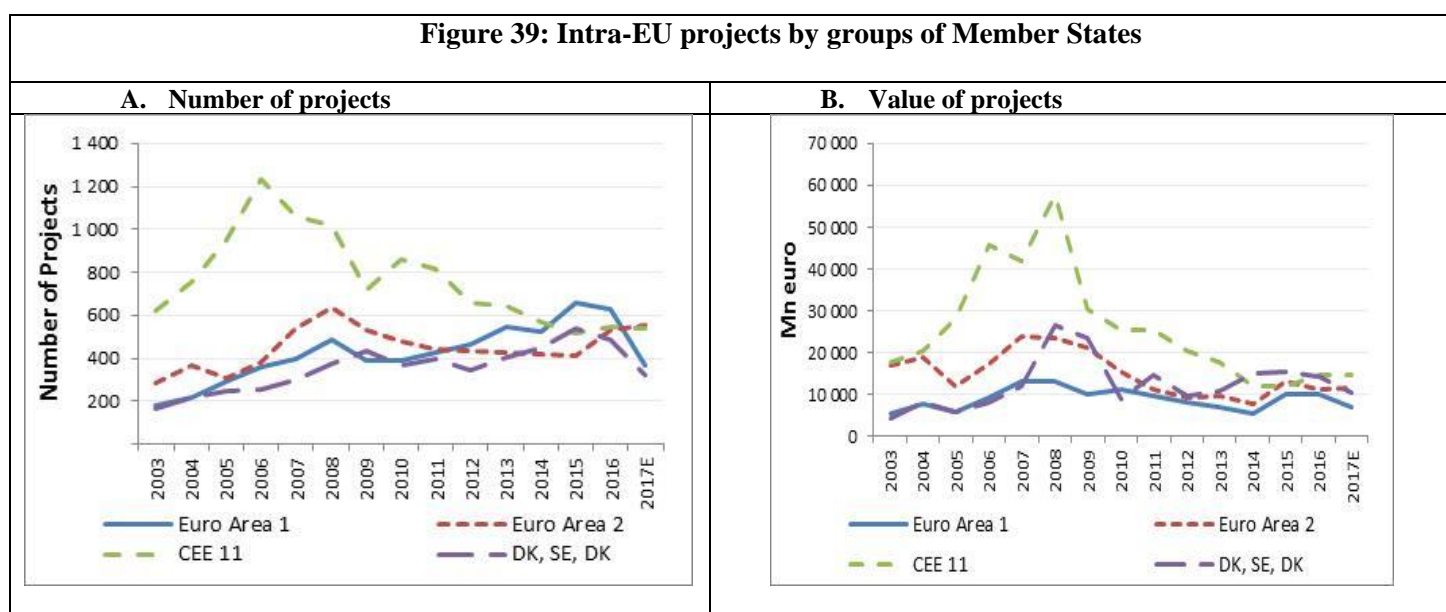 Figure 39: Intra-EU projects by groups of Member States
A. Number of projects
B. Value of projects
Number of Projects
1 400
1 200
1 000
800
600
400
200
2003 2004 2005 2006 2007 2008 2009 2010 2011 2012 2013 2014 2015 2016 2017E
Euro Area 1 Euro Area 2
CEE 11 DK, SE, DK
Mn euro
70 000
60 000
50 000
40 000
30 000
20 000
10 000
0
2003 2004 2005 2006 2007 2008 2009 2010 2011 2012 2013 2014 2015 2016 2017E
Euro Area 1 Euro Area 2
CEE 11 DK, SE, DK